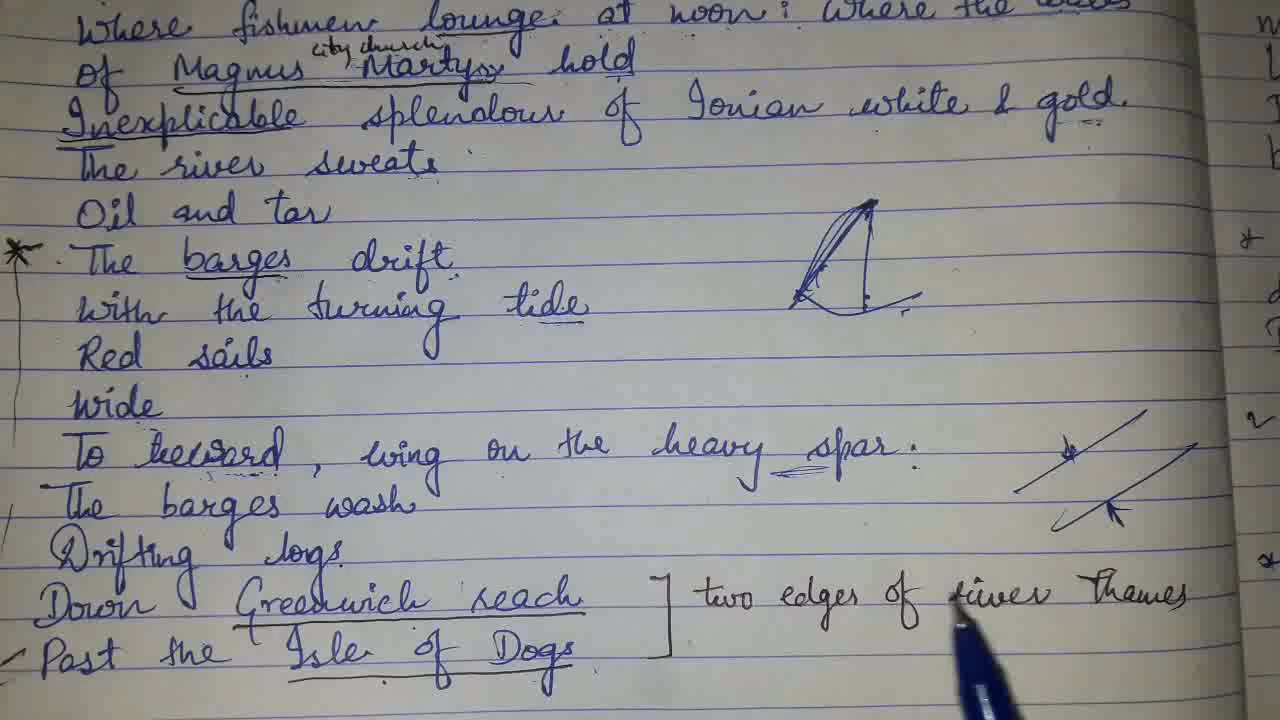 Where fishmen lounge at noon: where the walls
of Magnus Martyr hold
city church
Inexplicable splendour of Ionian white & gold.
The river sweats
Oil and tar
The barges drift
With the turning tide
Red sails
Wide
To leeward, wing on the heavy spar.
The barges wash
Drifting logs
Down Greenwich reach
Past the Isle of Dogs
two edges of river Thames